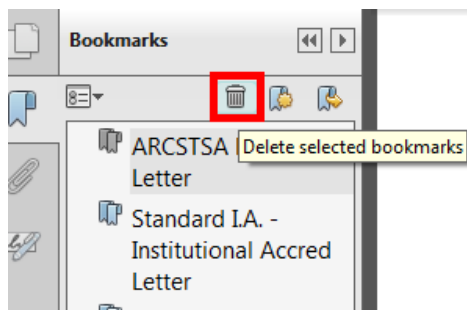 Bookmarks
ARCSTSA
Delete selected bookmarks
Letter
Standard I.A. -
Institutional Accred
Letter